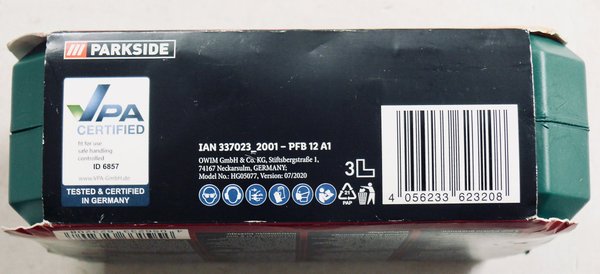 PARKSIDE
VPA
CERTIFIED
fit for use
safe handling
controlled
ID 6857
www.VPA-GmbH.de
TESTED & CERTIFIED
IN GERMANY
IAN 337023_2001 – PFB 12 A1
OWIM GmbH & Co. KG, Stiftsbergstraße 1,
74167 Neckarsulm, GERMANY;
Model No.: HG05077, Version: 07/2020
3
21
PAP
4 056233 623208